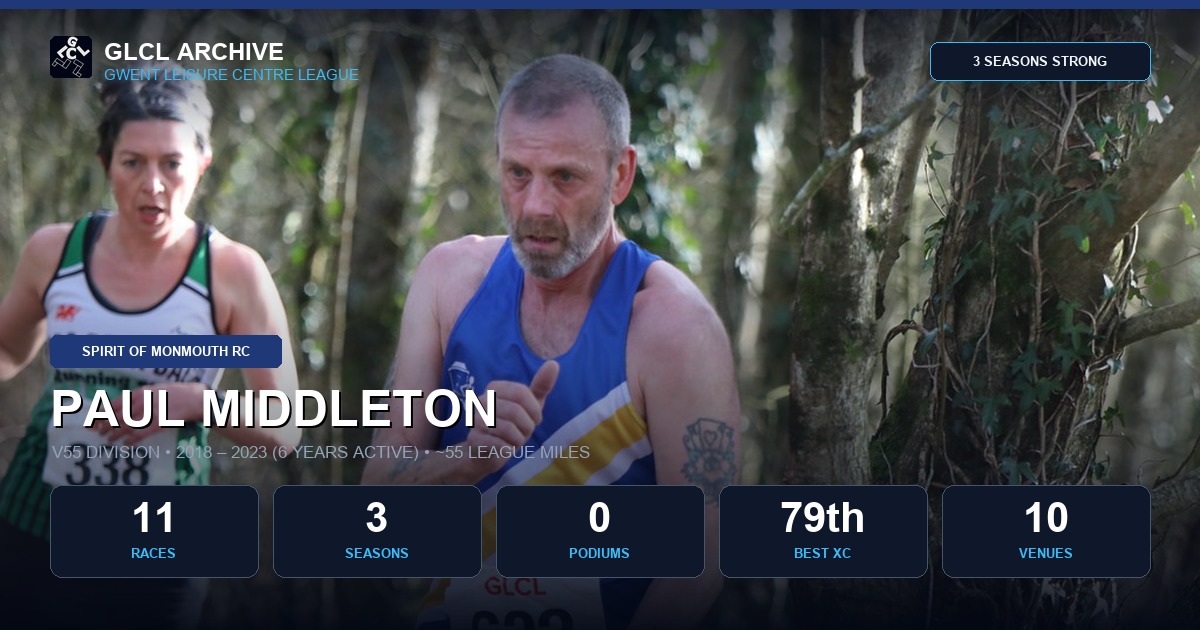 GLCL ARCHIVE
GWENT LEISURE CENTRE LEAGUE
3 SEASONS STRONG
SPIRIT OF MONMOUTH RC
PAUL MIDDLETON
V55 DIVISION • 2018 – 2023 (6 YEARS ACTIVE) • ~55 LEAGUE MILES
338
11
RACES
3
SEASONS
0
PODIUMS
79th
BEST XC
10
VENUES
GLCL